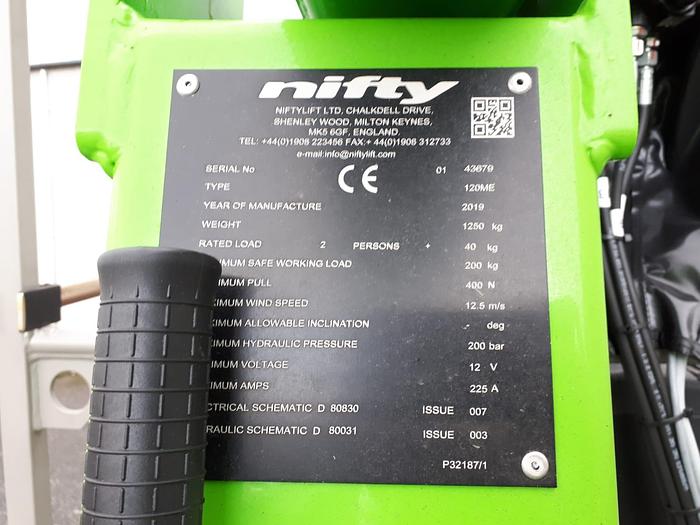 nifty
NIFTYLIFT LTD, CHALKDELL DRIVE,
SHENLEY WOOD, MILTON KEYNES,
MK5 6GF, ENGLAND.
TEL: +44(0)1908 223456 FAX:+ 44(0)1908 312733
e-mail:info@niftylift.com
CE
SERIAL No 01 43679
TYPE 120ME
YEAR OF MANUFACTURE 2019
WEIGHT 1250 kg
RATED LOAD 2 PERSONS + 40 kg
IMUM SAFE WORKING LOAD 200 kg
IMUM PULL 400 N
XIMUM WIND SPEED 12.5 m/s
XIMUM ALLOWABLE INCLINATION - deg
XIMUM HYDRAULIC PRESSURE 200 bar
IMUM VOLTAGE 12 V
IMUM AMPS 225 A
CTRICAL SCHEMATIC D 80830 ISSUE 007
RAULIC SCHEMATIC D 80031 ISSUE 003
P32187/1